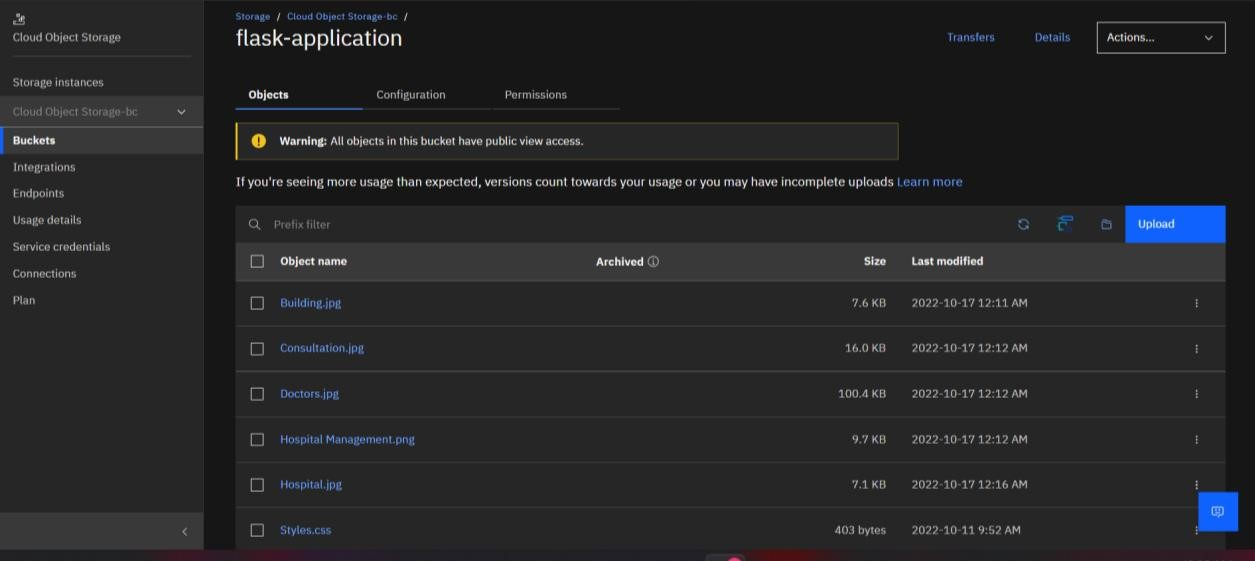 Cloud Object Storage
Storage instances
Cloud Object Storage-bc
Buckets
Integrations
Endpoints
Usage details
Service credentials
Connections
Plan
Storage / Cloud Object Storage-bc /
flask-application
Transfers Details Actions...
Objects Configuration Permissions
Warning: All objects in this bucket have public view access.
If you're seeing more usage than expected, versions count towards your usage or you may have incomplete uploads Learn more
Prefix filter Upload
Object name Archived Size Last modified
Building.jpg 7.6 KB 2022-10-17 12:11 AM
Consultation.jpg 16.0 KB 2022-10-17 12:12 AM
Doctors.jpg 100.4 KB 2022-10-17 12:12 AM
Hospital Management.png 9.7 KB 2022-10-17 12:12 AM
Hospital.jpg 7.1 KB 2022-10-17 12:16 AM
Styles.css 403 bytes 2022-10-11 9:52 AM